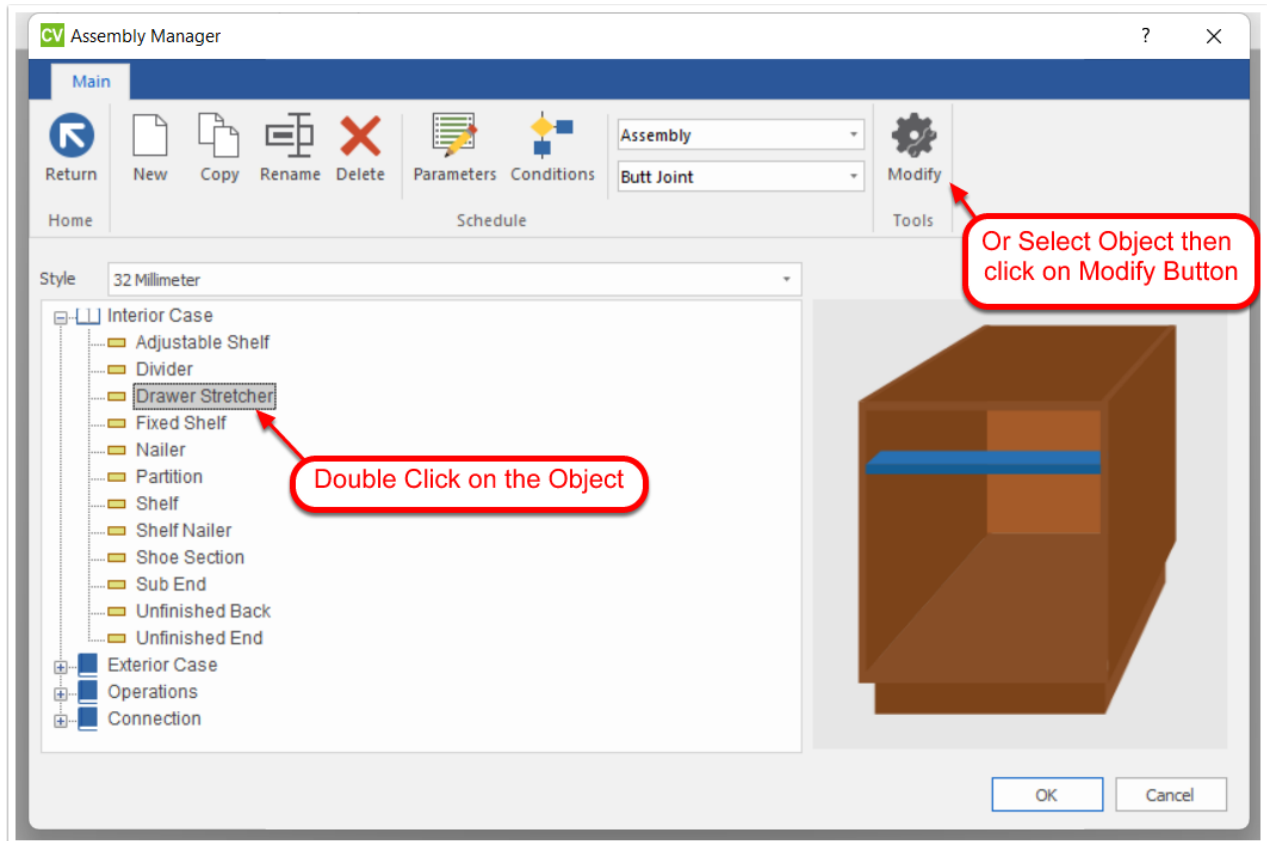 CV Assembly Manager ?
Main
Return New Copy Rename Delete Parameters Conditions Assembly Butt Joint Modify
Home Schedule Tools
Or Select Object then
click on Modify Button
Style 32 Millimeter
Interior Case
Adjustable Shelf
Divider
Drawer Stretcher
Fixed Shelf
Nailer
Partition
Shelf
Shelf Nailer
Shoe Section
Sub End
Unfinished Back
Unfinished End
Exterior Case
Operations
Connection
Double Click on the Object
OK Cancel